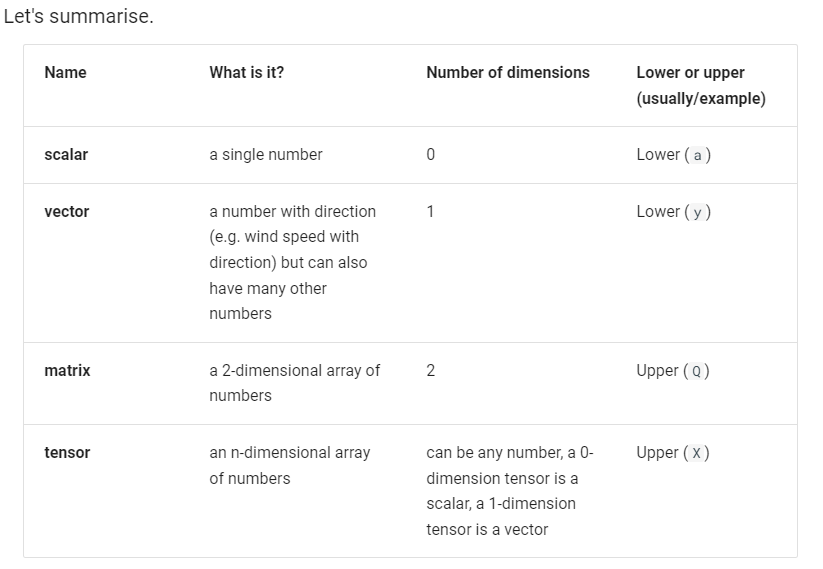 Let's summarise.
Name What is it? Number of dimensions Lower or upper
(usually/example)
scalar a single number 0 Lower ( a )
vector a number with direction 1 Lower ( y )
(e.g. wind speed with
direction) but can also
have many other
numbers
matrix a 2-dimensional array of 2 Upper ( Q )
numbers
tensor an n-dimensional array can be any number, a 0- Upper ( X )
of numbers dimension tensor is a
scalar, a 1-dimension
tensor is a vector